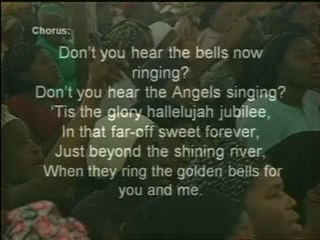 Chorus:
Don't you hear the bells now
ringing?
Don't you hear the Angels singing?
'Tis the glory hallelujah jubilee,
In that far-off sweet forever,
Just beyond the shining river,
When they ring the golden bells for
you and me.